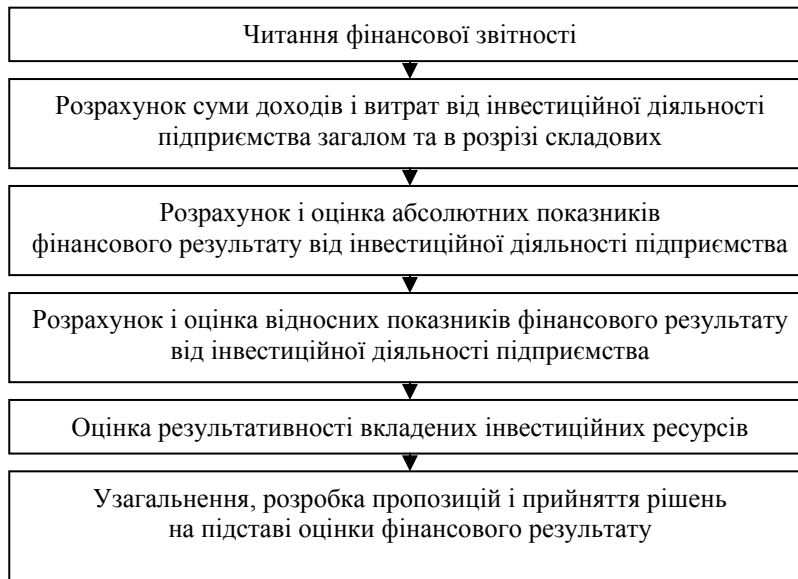 Читання фінансової звітності
Розрахунок суми доходів і витрат від інвестиційної діяльності
підприємства загалом та в розрізі складових
Розрахунок і оцінка абсолютних показників
фінансового результату від інвестиційної діяльності підприємства
Розрахунок і оцінка відносних показників фінансового результату
від інвестиційної діяльності підприємства
Оцінка результативності вкладених інвестиційних ресурсів
Узагальнення, розробка пропозицій і прийняття рішень
на підставі оцінки фінансового результату